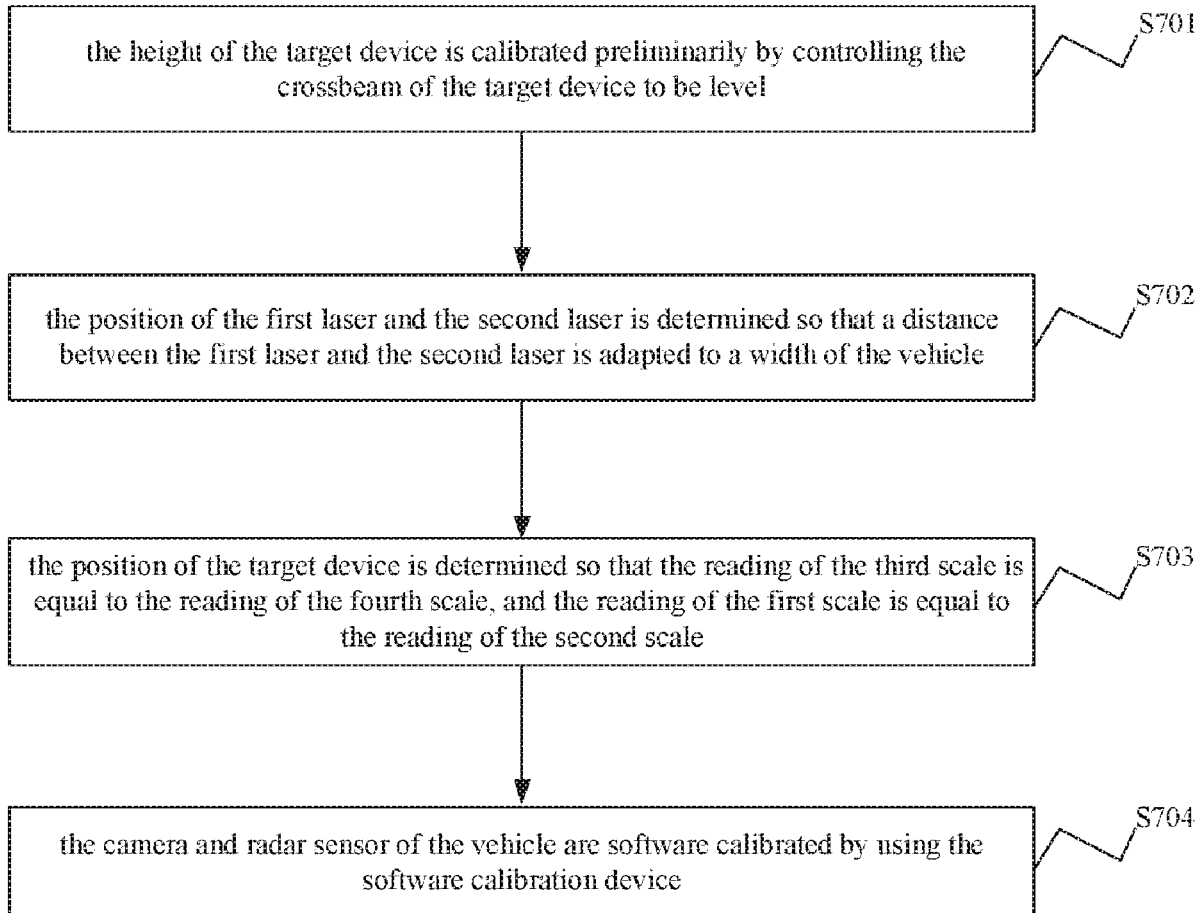 S701
the height of the target device is calibrated preliminarily by controlling the
crossbeam of the target device to be level
S702
the position of the first laser and the second laser is determined so that a distance
between the first laser and the second laser is adapted to a width of the vehicle
S703
the position of the target device is determined so that the reading of the third scale is
equal to the reading of the fourth scale, and the reading of the first scale is equal to
the reading of the second scale
S704
the camera and radar sensor of the vehicle are software calibrated by using the
software calibration device